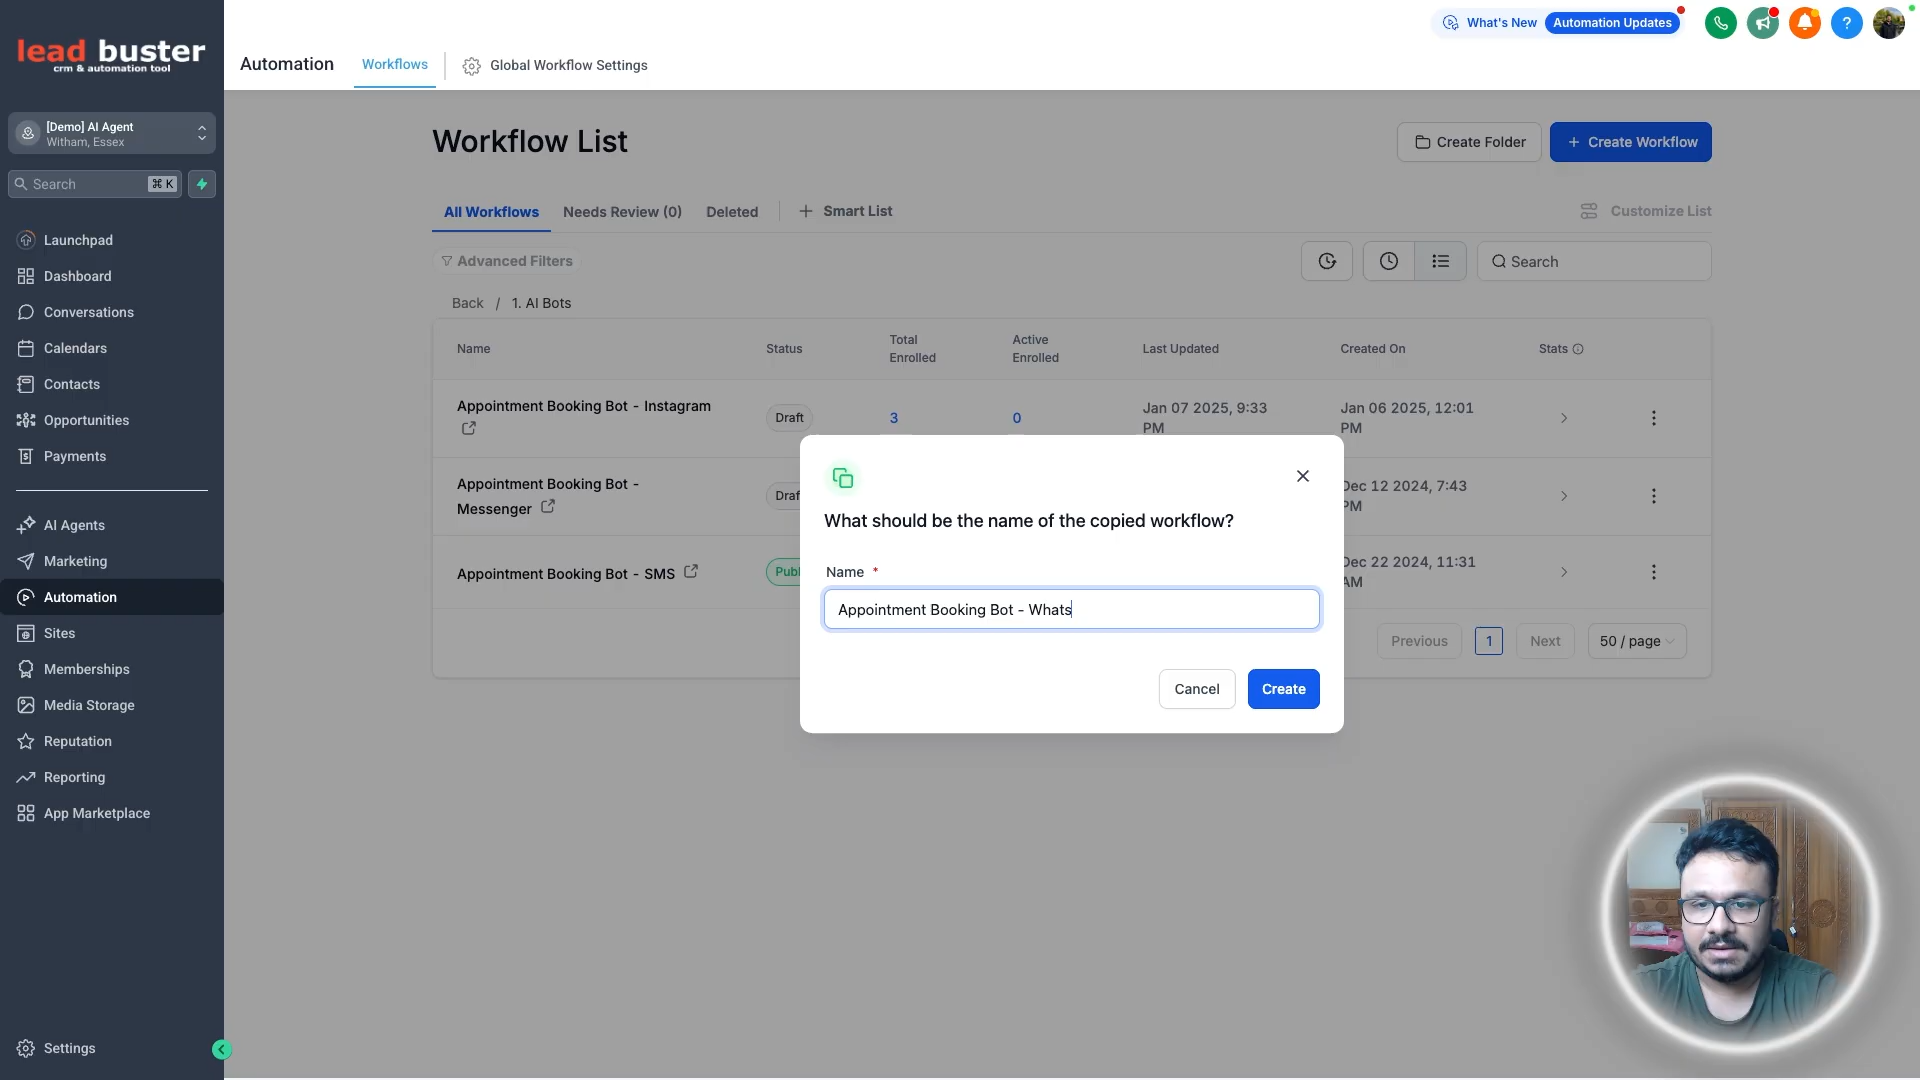 lead buster
crm & automation tool
[Demo] AI Agent
Witham, Essex
Search
⌘ K
Launchpad
Dashboard
Conversations
Calendars
Contacts
Opportunities
Payments
AI Agents
Marketing
Automation
Sites
Memberships
Media Storage
Reputation
Reporting
App Marketplace
Settings
What's New
Automation Updates
?
Automation
Workflows
Global Workflow Settings
Workflow List
Create Folder
+ Create Workflow
All Workflows
Needs Review (0)
Deleted
+ Smart List
Customize List
Advanced Filters
Search
Back / 1. AI Bots
Name
Status
Total
Enrolled
Active
Enrolled
Last Updated
Created On
Stats
Appointment Booking Bot - Instagram
Draft
3
0
Jan 07 2025, 9:33
PM
Jan 06 2025, 12:01
PM
Appointment Booking Bot -
Messenger
Draf
Dec 12 2024, 7:43
PM
Appointment Booking Bot - SMS
Publ
Dec 22 2024, 11:31
AM
Previous
1
Next
50 / page
What should be the name of the copied workflow?
Name *
Appointment Booking Bot - Whats
Cancel
Create